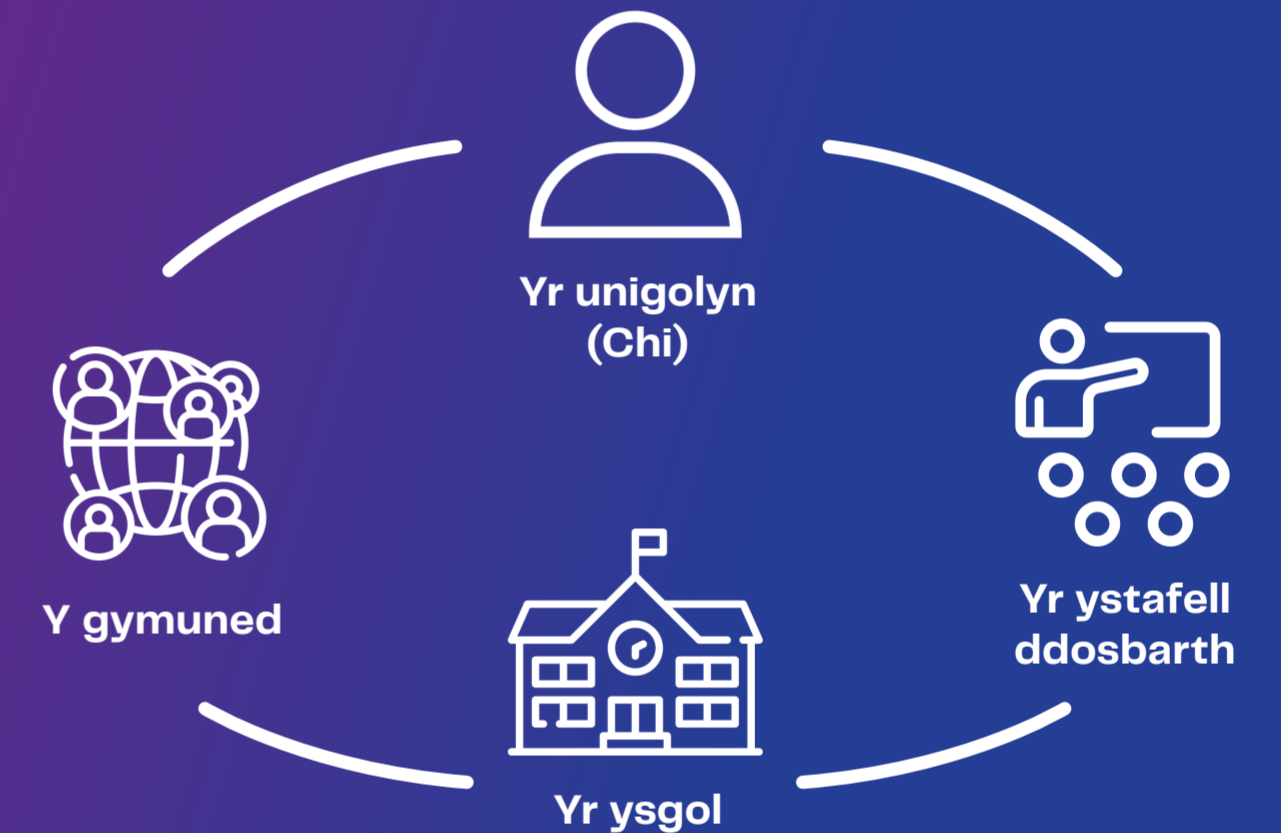 Yr unigolyn
(Chi)
Y gymuned
Yr ystafell
ddosbarth
Yr ysgol